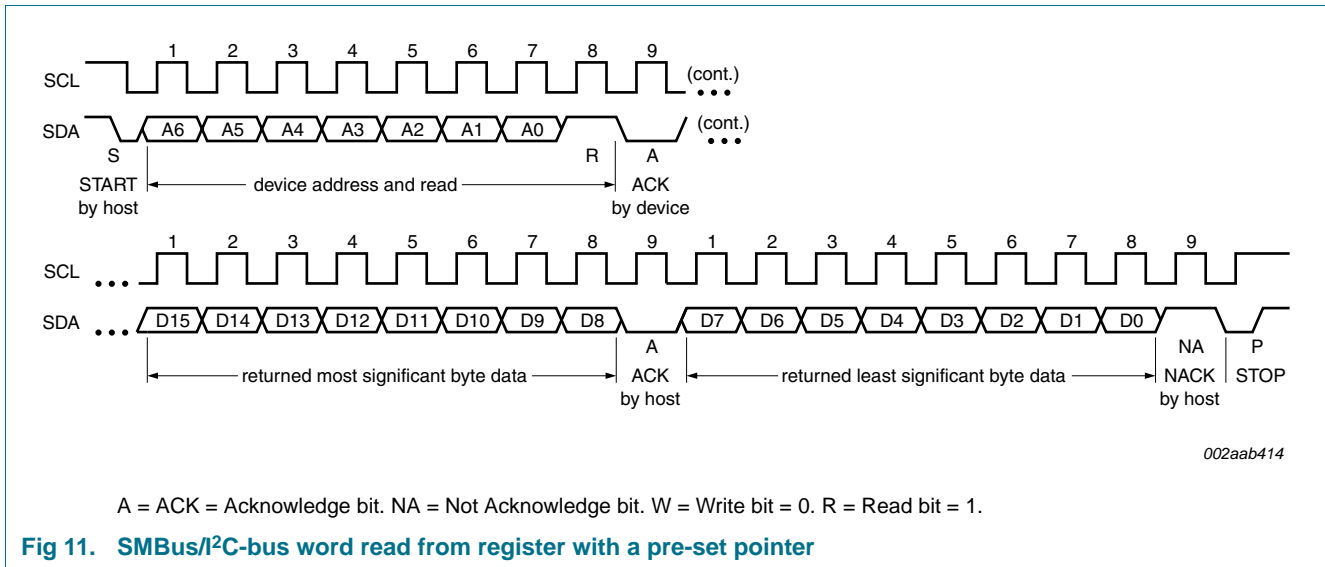 1 2 3 4 5 6 7 8 9
SCL (cont.)
SDA A6 A5 A4 A3 A2 A1 A0 (cont.)
S R A
START device address and read ACK
by host by device
1 2 3 4 5 6 7 8 9 1 2 3 4 5 6 7 8 9
SCL
SDA D15 D14 D13 D12 D11 D10 D9 D8 D7 D6 D5 D4 D3 D2 D1 D0
A NA P
returned most significant byte data ACK returned least significant byte data NACK STOP
by host by host
002aab414
A = ACK = Acknowledge bit. NA = Not Acknowledge bit. W = Write bit = 0. R = Read bit = 1.
Fig 11. SMBus/I²C-bus word read from register with a pre-set pointer